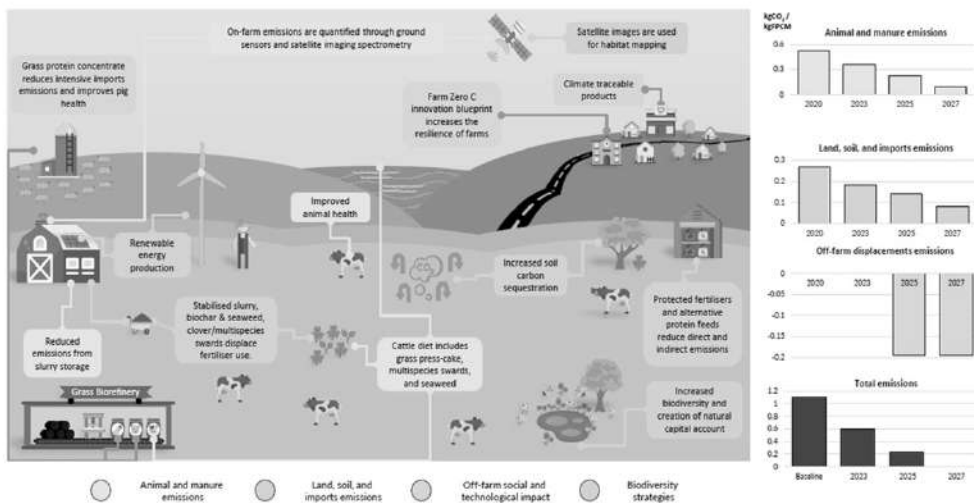 On-farm emissions are quantified through ground
sensors and satellite imaging spectrometry
Satellite images are
used for habitat mapping
Grass protein concentrate
reduces intensive imports
emissions and improves pig
health
Farm Zero C
innovation blueprint
increases the
resilience of farms
Climate traceable
products
Improved
animal health
Renewable
energy
production
Increased soil
carbon
sequestration
Stabilised slurry,
biochar & seaweed,
clover/multispecies
swards displace
fertiliser use.
Protected fertilisers
and alternative
protein feeds
reduce direct and
indirect emissions
Reduced
emissions from
slurry storage
Cattle diet includes
grass press-cake,
multispecies swards,
and seaweed
Grass Biorefinery
Increased
biodiversity and
creation of natural
capital account
Animal and manure
emissions
Land, soil, and
imports emissions
Off-farm social and
technological impact
Biodiversity
strategies
kgCO₂ /
kgFPCM
Animal and manure emissions
0.6
0.3
0
2020 2023 2025 2027
Land, soil, and imports emissions
0.3
0.2
0.1
0
2020 2023 2025 2027
Off-farm displacements emissions
0
2020 2023 2025 2027
-0.05
-0.1
-0.15
-0.2
Total emissions
1.2
1
0.8
0.6
0.4
0.2
0
Baseline 2023 2025 2027